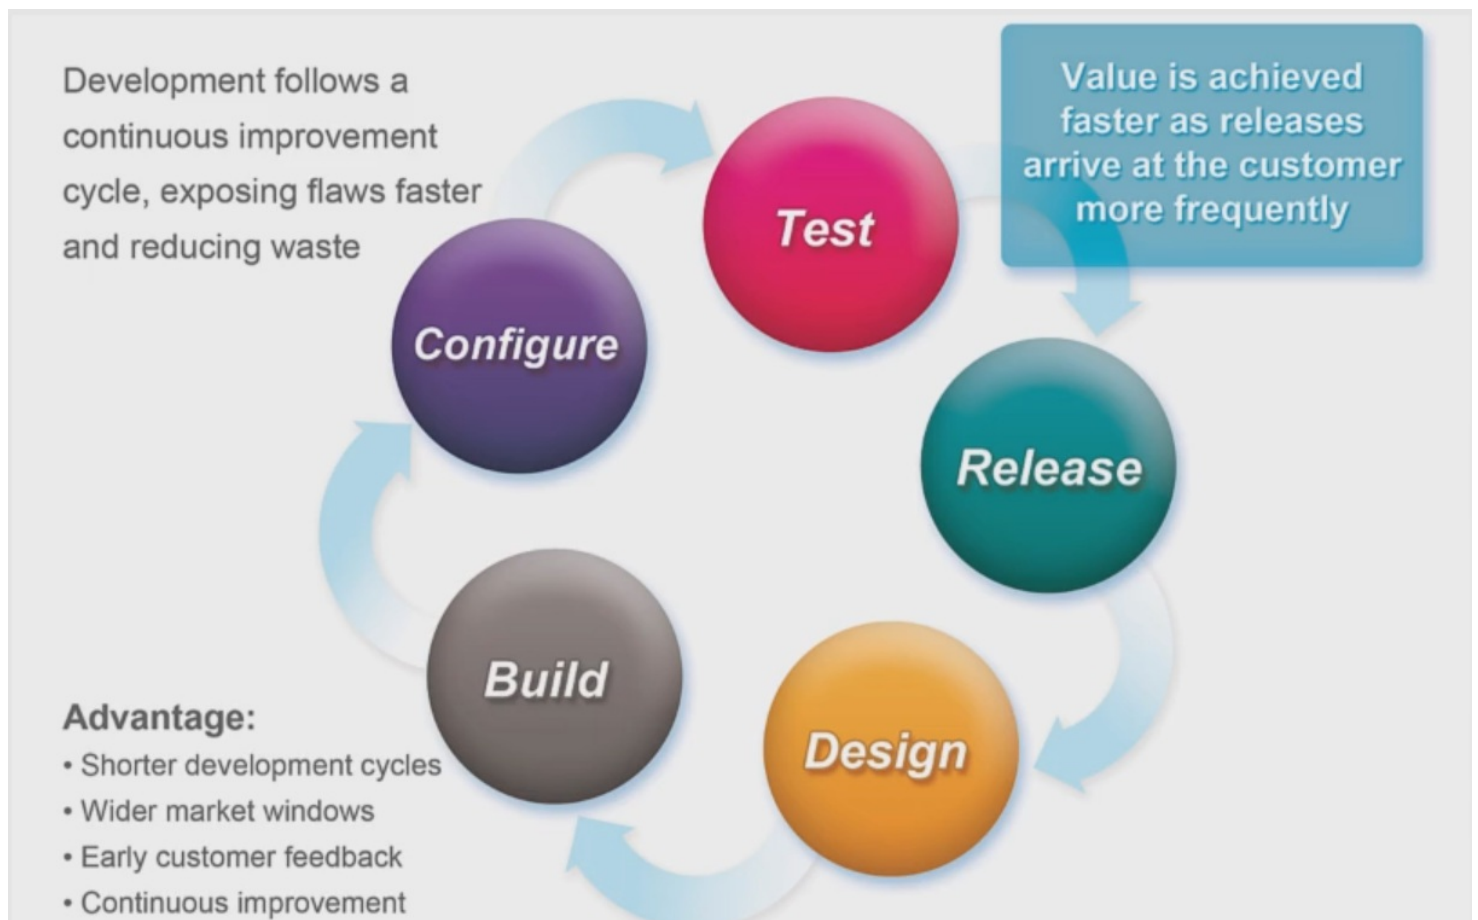 Development follows a
continuous improvement
cycle, exposing flaws faster
and reducing waste
Value is achieved
faster as releases
arrive at the customer
more frequently
Test
Configure
Release
Build
Design
Advantage:
• Shorter development cycles
• Wider market windows
• Early customer feedback
• Continuous improvement